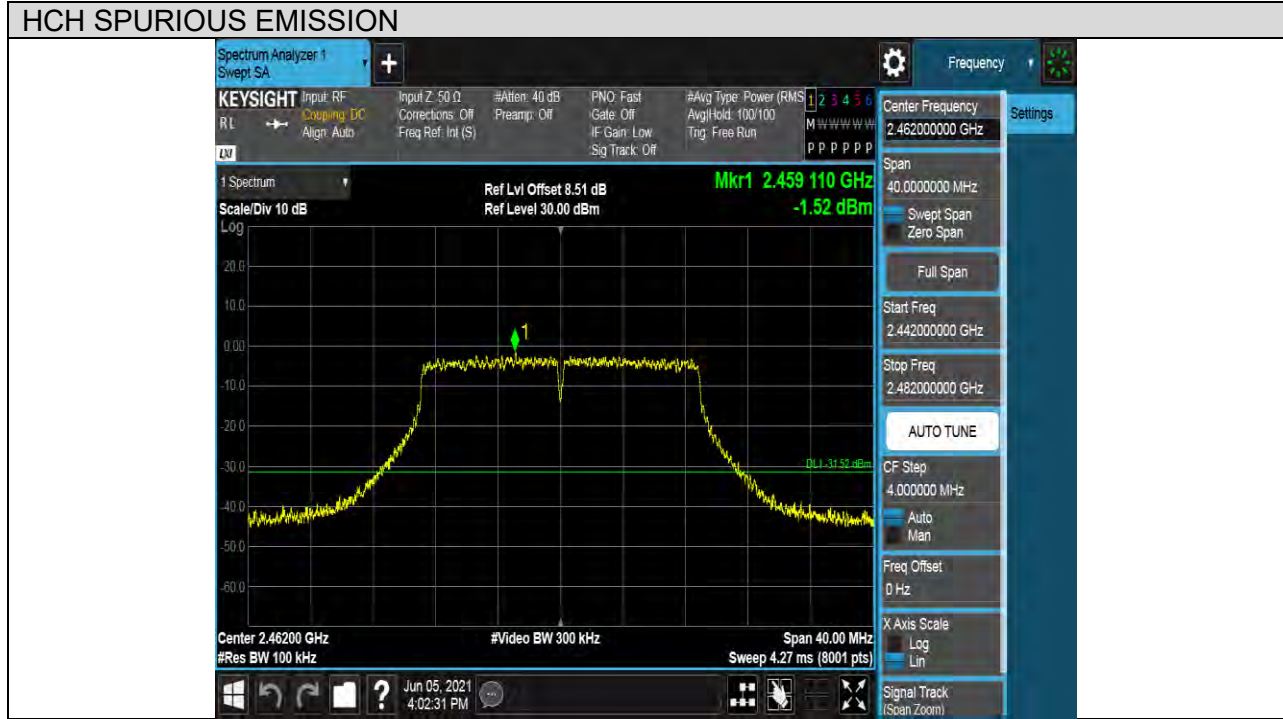 HCH SPURIOUS EMISSION
Spectrum Analyzer 1
Swept SA
+
Frequency
KEYSIGHT
RL
LXI
Input: RF
Coupling: DC
Align: Auto
Input Z: 50 Ω
Corrections: Off
Freq Ref: Int (S)
#Atten: 40 dB
Preamp: Off
PNO: Fast
Gate: Off
IF Gain: Low
Sig Track: Off
#Avg Type: Power (RMS
Avg|Hold: 100/100
Trig: Free Run
1 2 3 4 5 6
M W W W W W
P P P P P P
1 Spectrum
Scale/Div 10 dB
Ref Lvl Offset 8.51 dB
Ref Level 30.00 dBm
Mkr1 2.459 110 GHz
-1.52 dBm
Log
20.0
10.0
0.00
-10.0
-20.0
-30.0
-40.0
-50.0
-60.0
1
DL1 -31.52 dBm
Center 2.46200 GHz
#Res BW 100 kHz
#Video BW 300 kHz
Span 40.00 MHz
Sweep 4.27 ms (8001 pts)
Center Frequency
2.462000000 GHz
Settings
Span
40.0000000 MHz
Swept Span
Zero Span
Full Span
Start Freq
2.442000000 GHz
Stop Freq
2.482000000 GHz
AUTO TUNE
CF Step
4.000000 MHz
Auto
Man
Freq Offset
0 Hz
X Axis Scale
Log
Lin
Signal Track
(Span Zoom)
?
Jun 05, 2021
4:02:31 PM